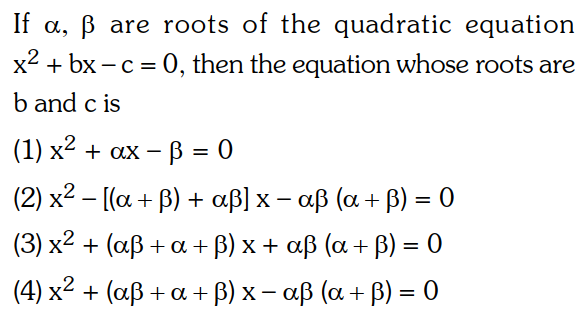 If α, β are roots of the quadratic equation
x² + bx – c = 0, then the equation whose roots are
b and c is
(1) x² + αx – β = 0
(2) x² – [(α + β) + αβ] x – αβ (α + β) = 0
(3) x² + (αβ + α + β) x + αβ (α + β) = 0
(4) x² + (αβ + α + β) x – αβ (α + β) = 0